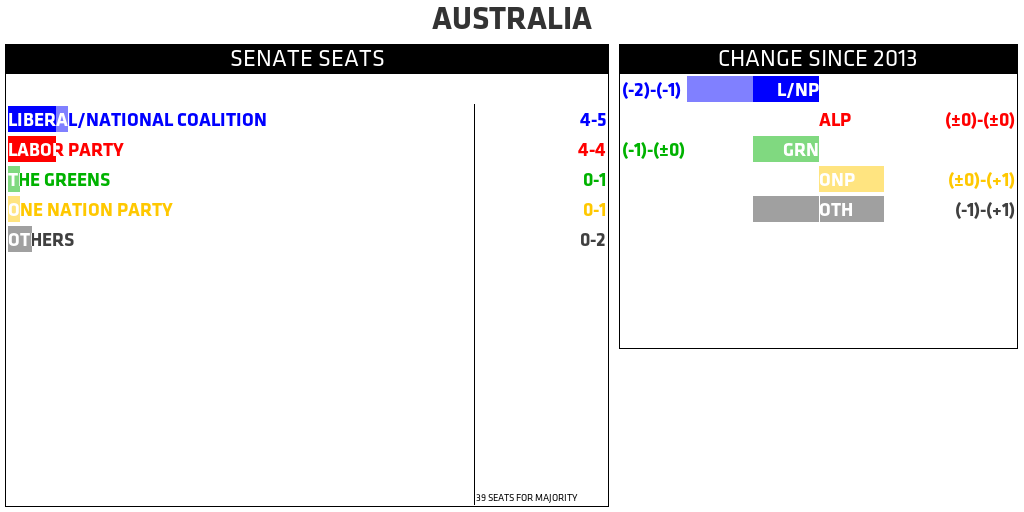 AUSTRALIA
SENATE SEATS
LIBERAL/NATIONAL COALITION 4-5
LABOR PARTY 4-4
THE GREENS 0-1
ONE NATION PARTY 0-1
OTHERS 0-2
39 SEATS FOR MAJORITY
CHANGE SINCE 2013
(-2)-(-1) L/NP
ALP (±0)-(±0)
(-1)-(±0) GRN
ONP (±0)-(+1)
OTH (-1)-(+1)